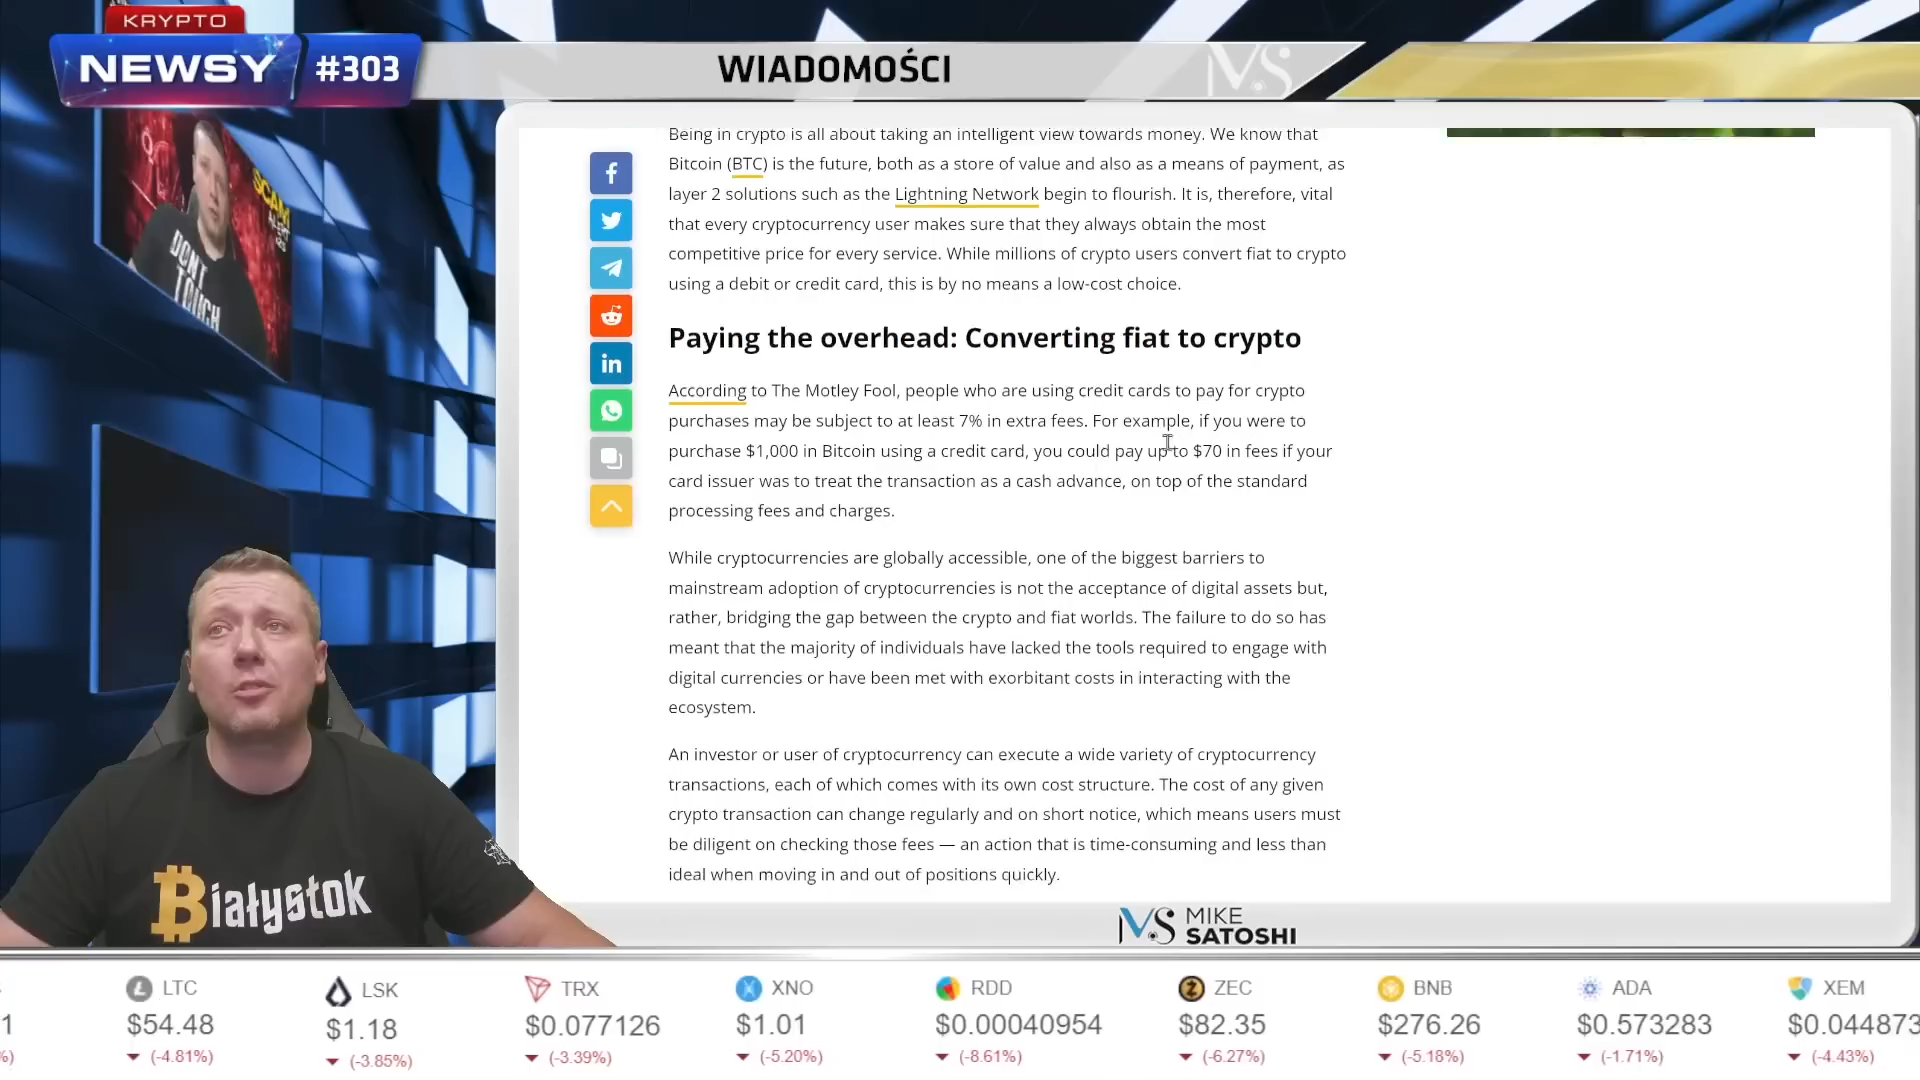 KRYPTO
NEWSY #303
WIADOMOŚCI
MS
SCAM
ALERT
DONT
TOUCH
Being in crypto is all about taking an intelligent view towards money. We know that
Bitcoin (BTC) is the future, both as a store of value and also as a means of payment, as
layer 2 solutions such as the Lightning Network begin to flourish. It is, therefore, vital
that every cryptocurrency user makes sure that they always obtain the most
competitive price for every service. While millions of crypto users convert fiat to crypto
using a debit or credit card, this is by no means a low-cost choice.
Paying the overhead: Converting fiat to crypto
According to The Motley Fool, people who are using credit cards to pay for crypto
purchases may be subject to at least 7% in extra fees. For example, if you were to
purchase $1,000 in Bitcoin using a credit card, you could pay up to $70 in fees if your
card issuer was to treat the transaction as a cash advance, on top of the standard
processing fees and charges.
While cryptocurrencies are globally accessible, one of the biggest barriers to
mainstream adoption of cryptocurrencies is not the acceptance of digital assets but,
rather, bridging the gap between the crypto and fiat worlds. The failure to do so has
meant that the majority of individuals have lacked the tools required to engage with
digital currencies or have been met with exorbitant costs in interacting with the
ecosystem.
An investor or user of cryptocurrency can execute a wide variety of cryptocurrency
transactions, each of which comes with its own cost structure. The cost of any given
crypto transaction can change regularly and on short notice, which means users must
be diligent on checking those fees — an action that is time-consuming and less than
ideal when moving in and out of positions quickly.
Białystok
MS MIKE
SATOSHI
LTC LSK TRX XNO RDD ZEC BNB ADA XEM
1 $54.48 $1.18 $0.077126 $1.01 $0.00040954 $82.35 $276.26 $0.573283 $0.044873
%) (-4.81%) (-3.85%) (-3.39%) (-5.20%) (-8.61%) (-6.27%) (-5.18%) (-1.71%) (-4.43%)